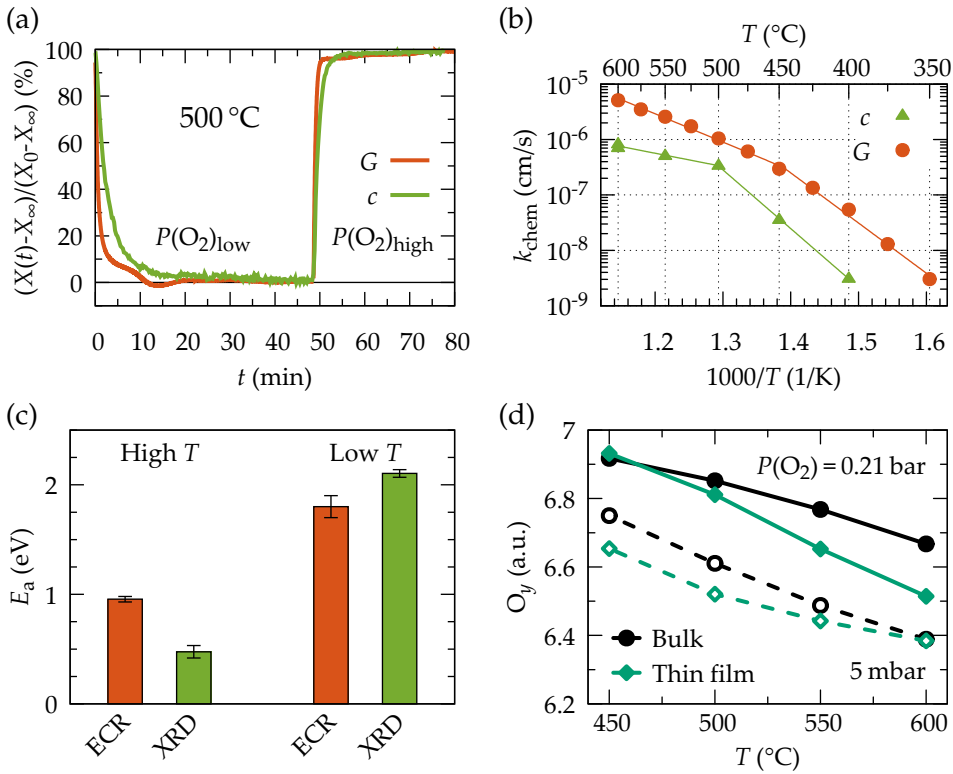 (a)
(X(t)-X∞)/(X₀-X∞) (%)
100
80
60
40
20
0
500 °C
G
c
P(O₂)low
P(O₂)high
0 10 20 30 40 50 60 70 80
t (min)
(b)
T (°C)
600 550 500 450 400 350
kchem (cm/s)
10⁻⁵
10⁻⁶
10⁻⁷
10⁻⁸
10⁻⁹
c
G
1.2 1.3 1.4 1.5 1.6
1000/T (1/K)
(c)
Ea (eV)
2
1
0
High T
Low T
ECR XRD ECR XRD
(d)
Oy (a.u.)
7
6.8
6.6
6.4
6.2
P(O₂) = 0.21 bar
Bulk
Thin film
5 mbar
450 500 550 600
T (°C)